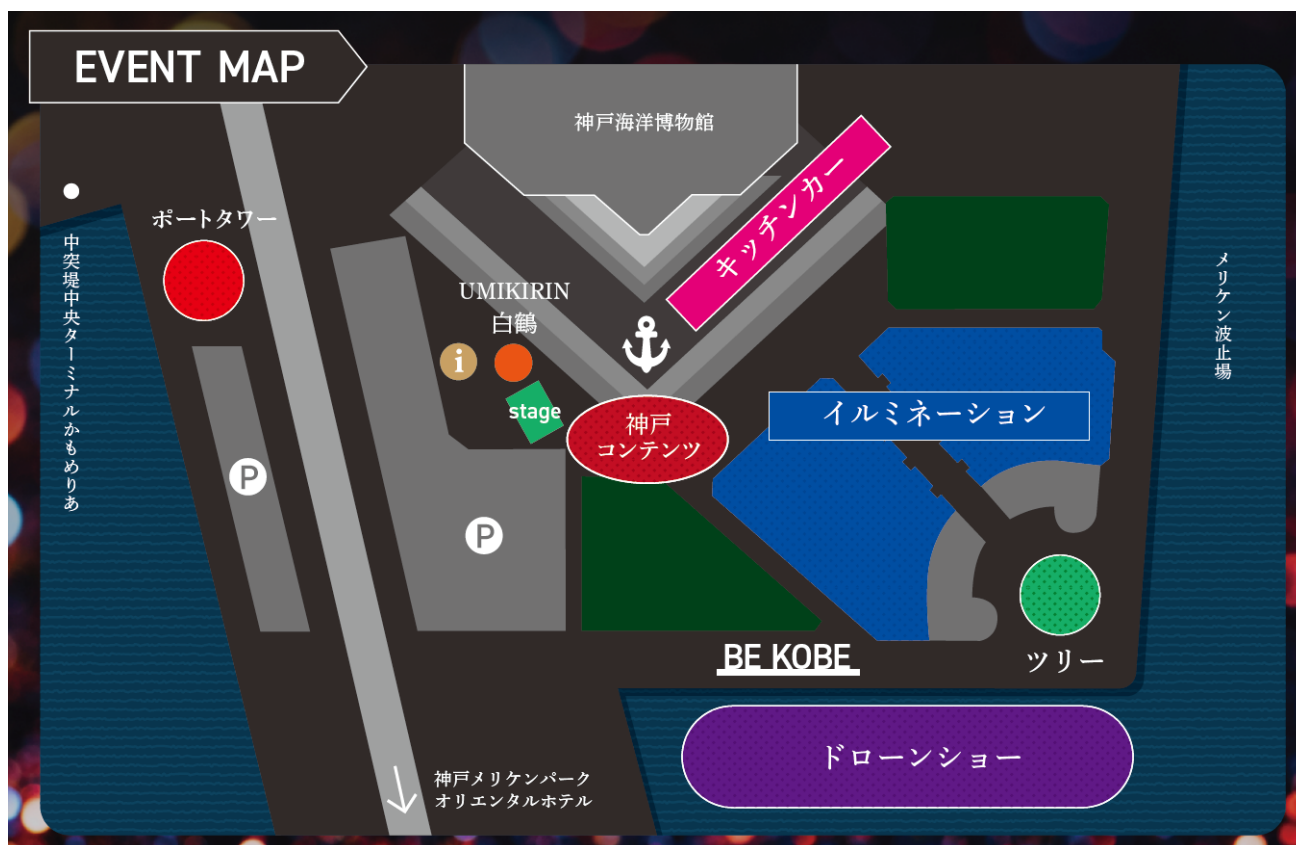 EVENT MAP
神戸海洋博物館
キッチンカー
ポートタワー
中突堤中央ターミナルかもめりあ
メリケン波止場
UMIKIRIN
白鶴
i
stage
神戸
コンテンツ
イルミネーション
P
P
BE KOBE
ツリー
ドローンショー
神戸メリケンパーク
オリエンタルホテル